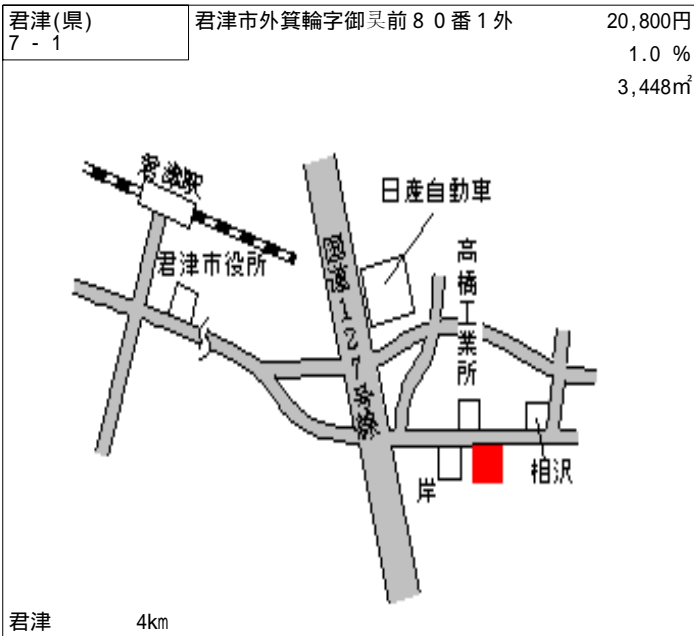 君津(県)
7 - 1
君津市外箕輪字御旲前80番1外
20,800円
1.0 %
3,448㎡
君津駅
日産自動車
君津市役所
国道127号線
高橋工業所
岸
相沢
君津 4km